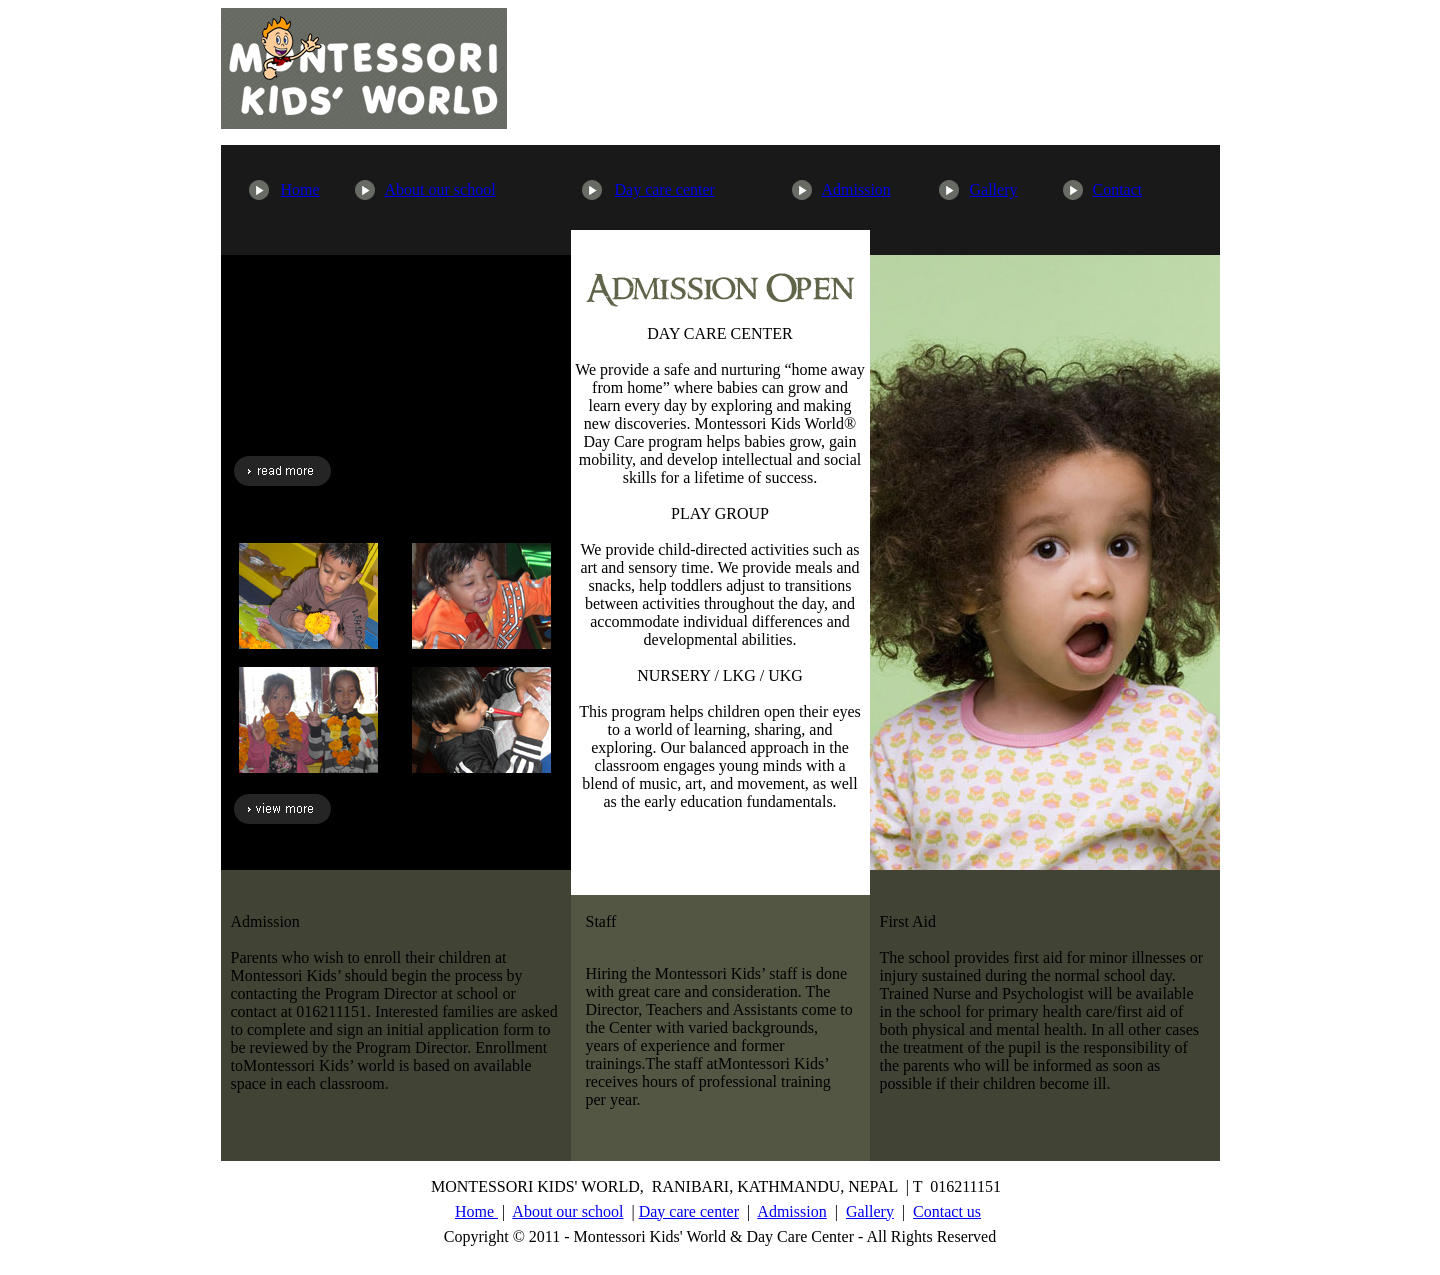 MONTESSORI
KIDS' WORLD
Home
About our school
Day care center
Admission
Gallery
Contact
ADMISSION OPEN
DAY CARE CENTER
We provide a safe and nurturing “home away
from home” where babies can grow and
learn every day by exploring and making
new discoveries. Montessori Kids World®
Day Care program helps babies grow, gain
mobility, and develop intellectual and social
skills for a lifetime of success.
PLAY GROUP
We provide child-directed activities such as
art and sensory time. We provide meals and
snacks, help toddlers adjust to transitions
between activities throughout the day, and
accommodate individual differences and
developmental abilities.
NURSERY / LKG / UKG
This program helps children open their eyes
to a world of learning, sharing, and
exploring. Our balanced approach in the
classroom engages young minds with a
blend of music, art, and movement, as well
as the early education fundamentals.
read more
view more
Admission
Parents who wish to enroll their children at
Montessori Kids’ should begin the process by
contacting the Program Director at school or
contact at 016211151. Interested families are asked
to complete and sign an initial application form to
be reviewed by the Program Director. Enrollment
toMontessori Kids’ world is based on available
space in each classroom.
Staff
Hiring the Montessori Kids’ staff is done
with great care and consideration. The
Director, Teachers and Assistants come to
the Center with varied backgrounds,
years of experience and former
trainings.The staff atMontessori Kids’
receives hours of professional training
per year.
First Aid
The school provides first aid for minor illnesses or
injury sustained during the normal school day.
Trained Nurse and Psychologist will be available
in the school for primary health care/first aid of
both physical and mental health. In all other cases
the treatment of the pupil is the responsibility of
the parents who will be informed as soon as
possible if their children become ill.
MONTESSORI KIDS' WORLD, RANIBARI, KATHMANDU, NEPAL | T 016211151
Home | About our school | Day care center | Admission | Gallery | Contact us
Copyright © 2011 - Montessori Kids' World & Day Care Center - All Rights Reserved